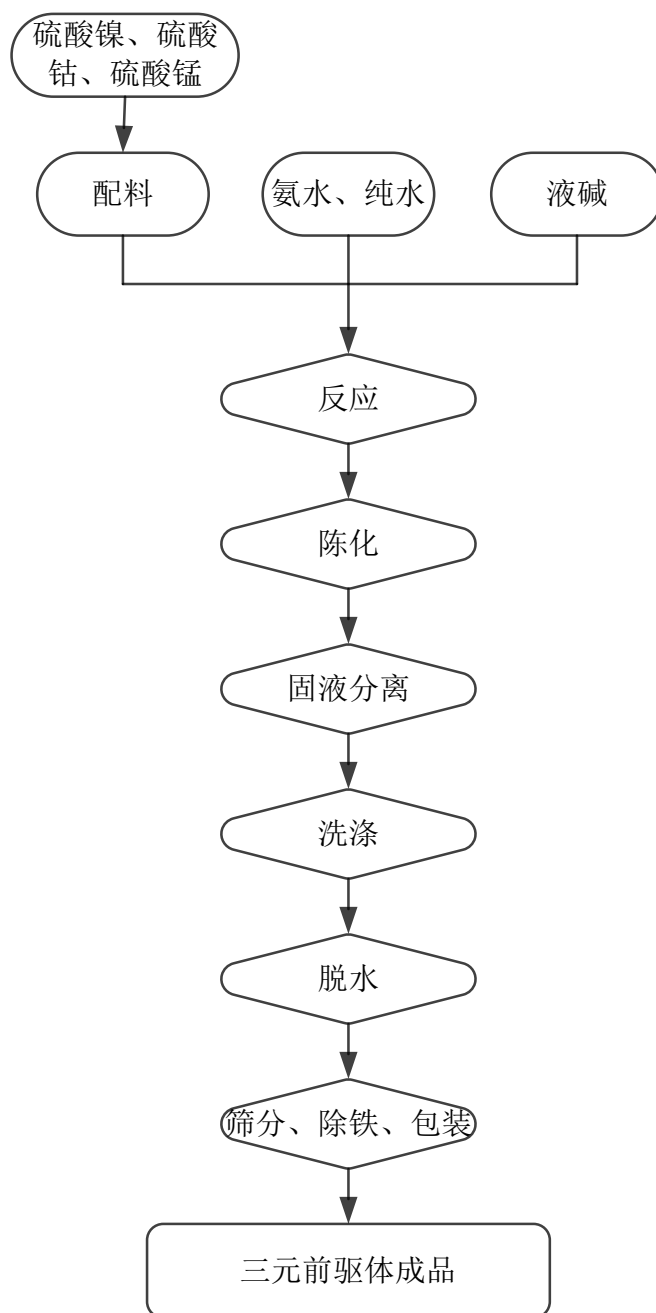 硫酸镍、硫酸
钴、硫酸锰
配料
氨水、纯水
液碱
反应
陈化
固液分离
洗涤
脱水
筛分、除铁、包装
三元前驱体成品